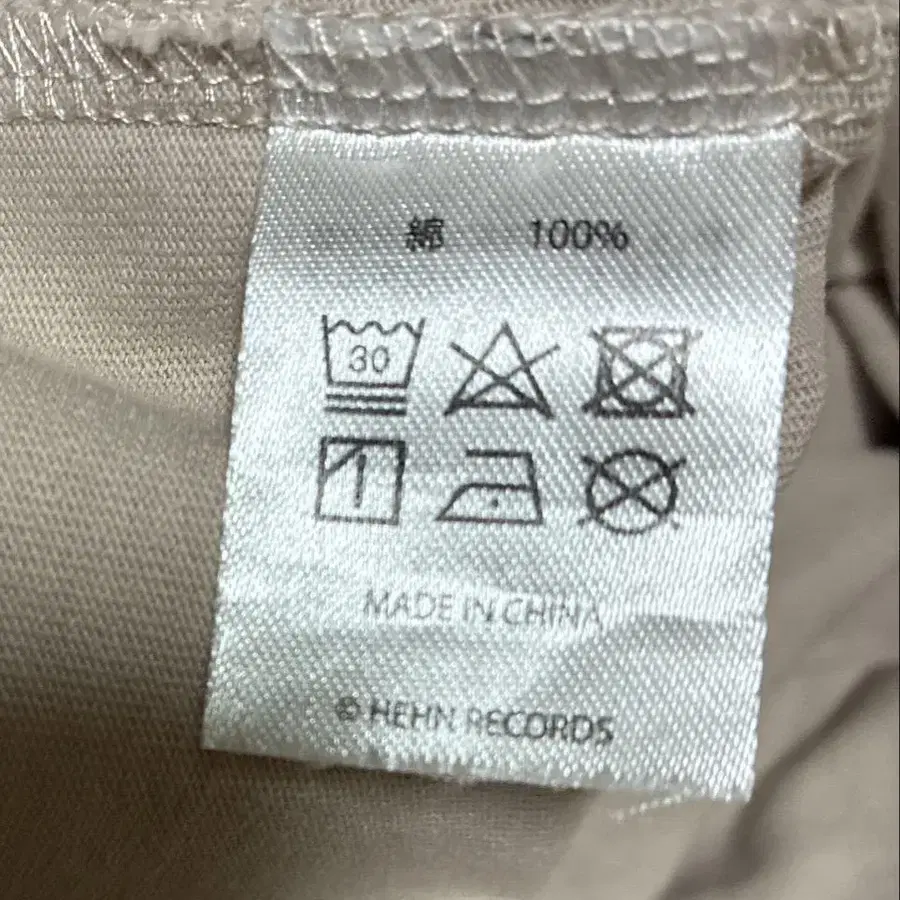 綿 100%
30
MADE IN CHINA
© HEHN RECORDS